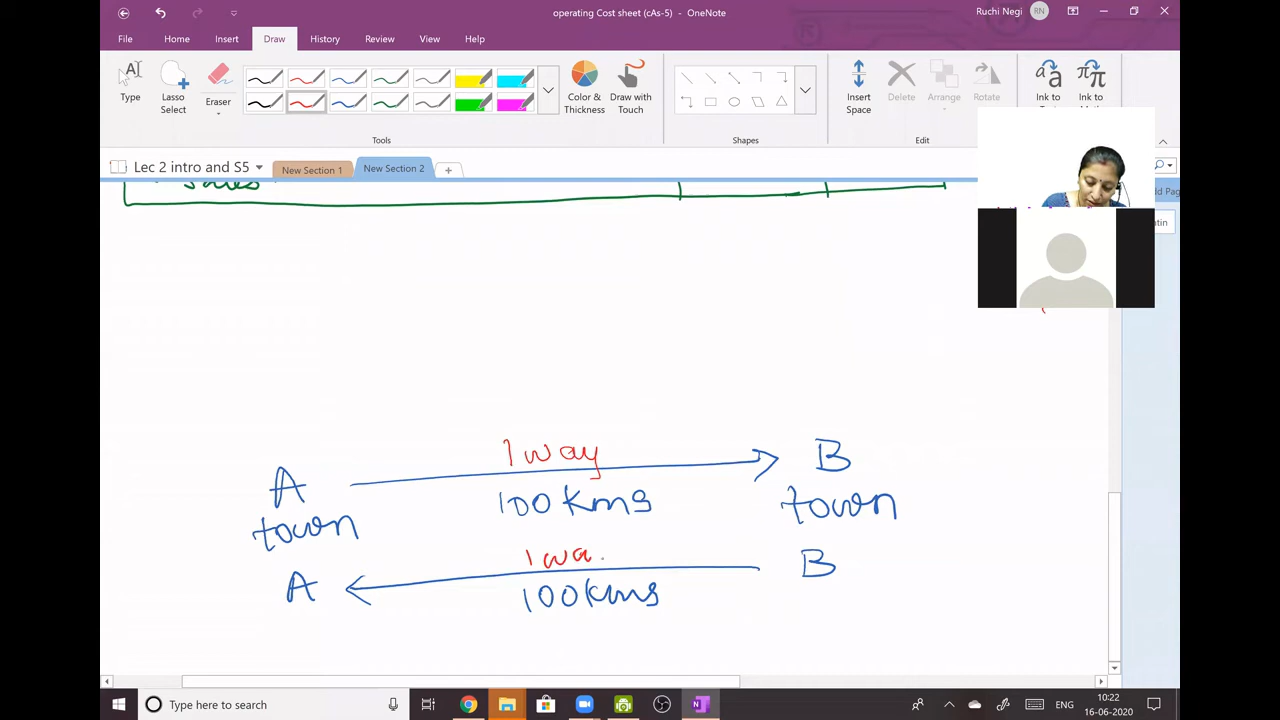 operating Cost sheet (cAs-5) - OneNote
Ruchi Negi RN
File Home Insert Draw History Review View Help
Type
Lasso Select
Eraser
Color & Thickness
Draw with Touch
Insert Space
Delete
Arrange
Rotate
Ink to
Ink to
Tools
Shapes
Edit
Lec 2 intro and S5
New Section 1
New Section 2
Sales
1 way
A
town
100 kms
B
town
1 wa
A
100 kms
B
Type here to search
ENG
10:22
16-06-2020